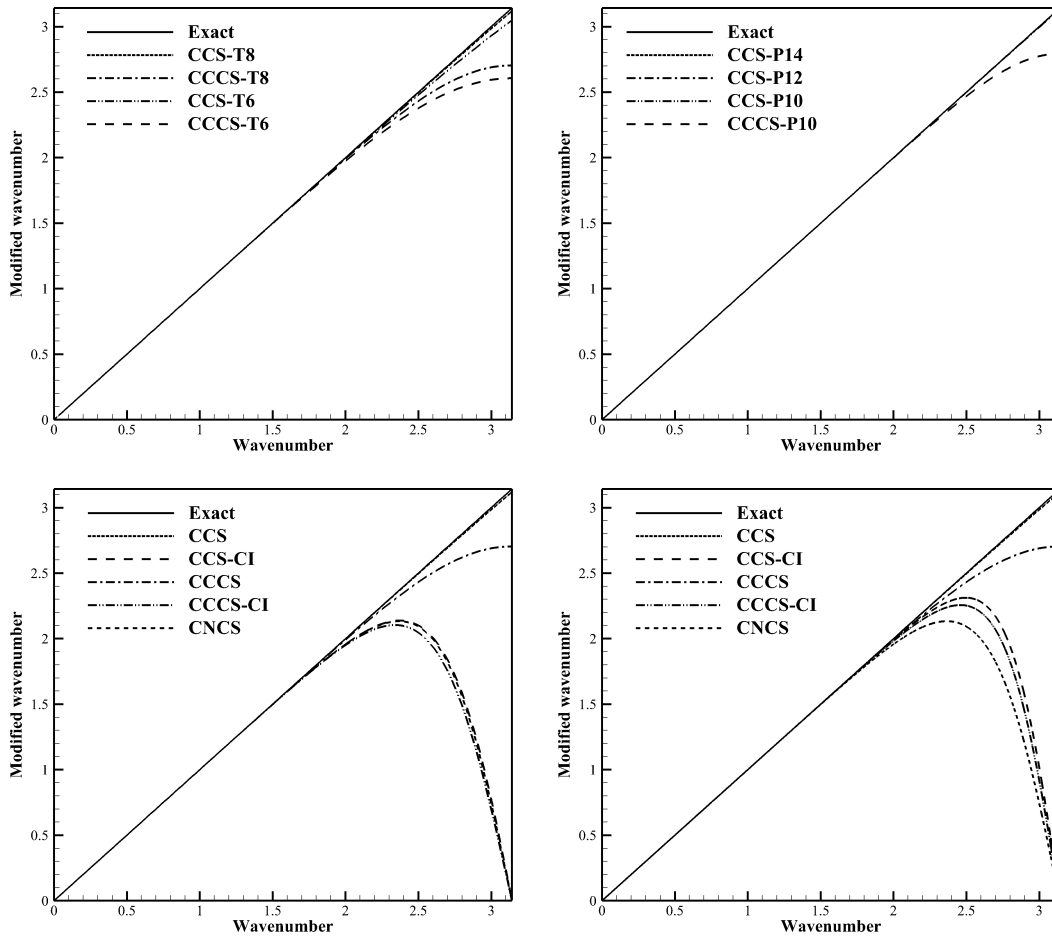 Exact
CCS-T8
CCCS-T8
CCS-T6
CCCS-T6
Modified wavenumber
3
2.5
2
1.5
1
0.5
0
0
0.5
1
1.5
2
2.5
3
Wavenumber
Exact
CCS-P14
CCS-P12
CCS-P10
CCCS-P10
Modified wavenumber
3
2.5
2
1.5
1
0.5
0
0
0.5
1
1.5
2
2.5
3
Wavenumber
Exact
CCS
CCS-CI
CCCS
CCCS-CI
CNCS
Modified wavenumber
3
2.5
2
1.5
1
0.5
0
0
0.5
1
1.5
2
2.5
3
Wavenumber
Exact
CCS
CCS-CI
CCCS
CCCS-CI
CNCS
Modified wavenumber
3
2.5
2
1.5
1
0.5
0
0
0.5
1
1.5
2
2.5
3
Wavenumber